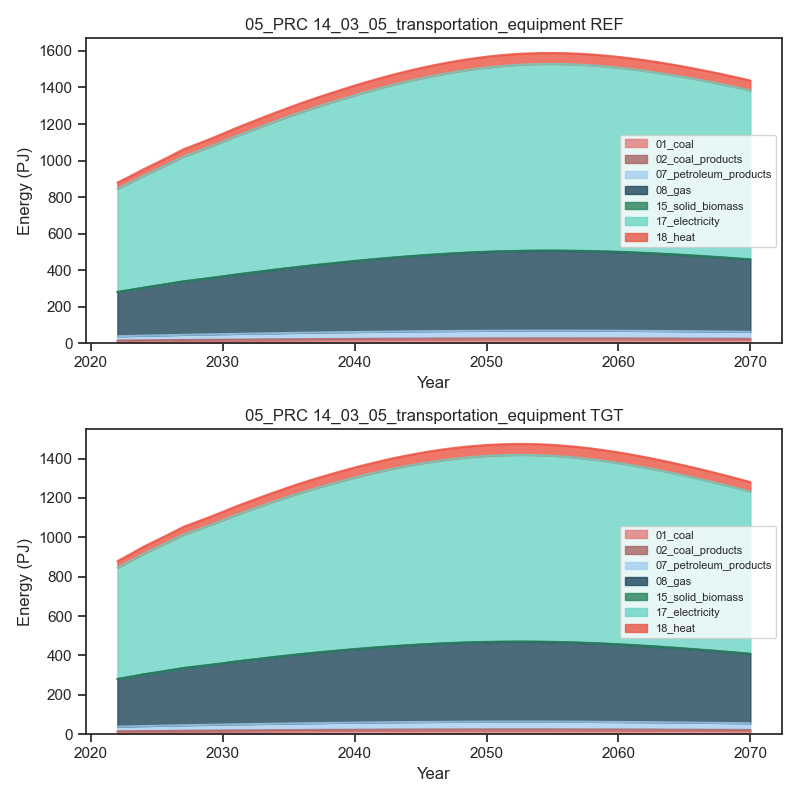 05_PRC 14_03_05_transportation_equipment REF
1600
1400
1200
1000
800
600
400
200
0
Energy (PJ)
01_coal
02_coal_products
07_petroleum_products
08_gas
15_solid_biomass
17_electricity
18_heat
2020 2030 2040 2050 2060 2070
Year
05_PRC 14_03_05_transportation_equipment TGT
1400
1200
1000
800
600
400
200
0
Energy (PJ)
01_coal
02_coal_products
07_petroleum_products
08_gas
15_solid_biomass
17_electricity
18_heat
2020 2030 2040 2050 2060 2070
Year